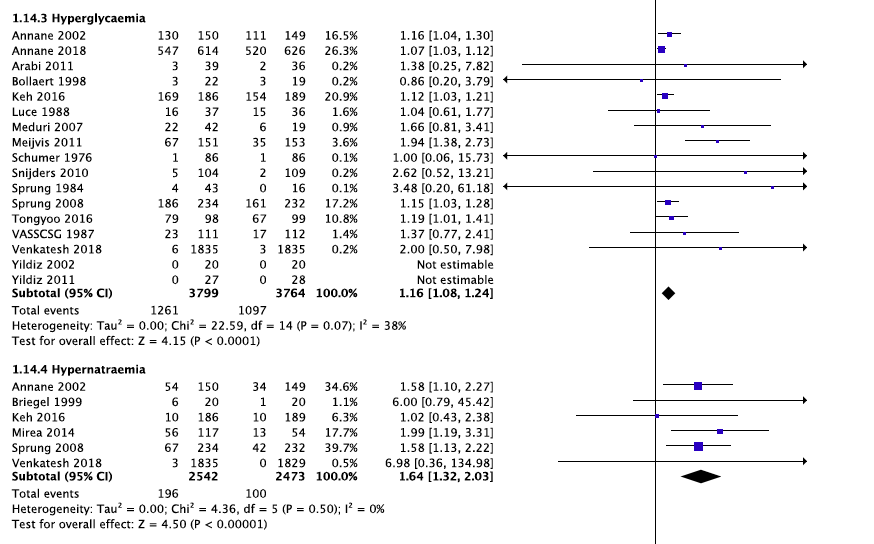 1.14.3 Hyperglycaemia
Annane 2002 130 150 111 149 16.5% 1.16 [1.04, 1.30]
Annane 2018 547 614 520 626 26.3% 1.07 [1.03, 1.12]
Arabi 2011 3 39 2 36 0.2% 1.38 [0.25, 7.82]
Bollaert 1998 3 22 3 19 0.2% 0.86 [0.20, 3.79]
Keh 2016 169 186 154 189 20.9% 1.12 [1.03, 1.21]
Luce 1988 16 37 15 36 1.6% 1.04 [0.61, 1.77]
Meduri 2007 22 42 6 19 0.9% 1.66 [0.81, 3.41]
Meijvis 2011 67 151 35 153 3.6% 1.94 [1.38, 2.73]
Schumer 1976 1 86 1 86 0.1% 1.00 [0.06, 15.73]
Snijders 2010 5 104 2 109 0.2% 2.62 [0.52, 13.21]
Sprung 1984 4 43 0 16 0.1% 3.48 [0.20, 61.18]
Sprung 2008 186 234 161 232 17.2% 1.15 [1.03, 1.28]
Tongyoo 2016 79 98 67 99 10.8% 1.19 [1.01, 1.41]
VASSCSG 1987 23 111 17 112 1.4% 1.37 [0.77, 2.41]
Venkatesh 2018 6 1835 3 1835 0.2% 2.00 [0.50, 7.98]
Yildiz 2002 0 20 0 20 Not estimable
Yildiz 2011 0 27 0 28 Not estimable
Subtotal (95% CI) 3799 3764 100.0% 1.16 [1.08, 1.24]
Total events 1261 1097
Heterogeneity: Tau² = 0.00; Chi² = 22.59, df = 14 (P = 0.07); I² = 38%
Test for overall effect: Z = 4.15 (P < 0.0001)
1.14.4 Hypernatraemia
Annane 2002 54 150 34 149 34.6% 1.58 [1.10, 2.27]
Briegel 1999 6 20 1 20 1.1% 6.00 [0.79, 45.42]
Keh 2016 10 186 10 189 6.3% 1.02 [0.43, 2.38]
Mirea 2014 56 117 13 54 17.7% 1.99 [1.19, 3.31]
Sprung 2008 67 234 42 232 39.7% 1.58 [1.13, 2.22]
Venkatesh 2018 3 1835 0 1829 0.5% 6.98 [0.36, 134.98]
Subtotal (95% CI) 2542 2473 100.0% 1.64 [1.32, 2.03]
Total events 196 100
Heterogeneity: Tau² = 0.00; Chi² = 4.36, df = 5 (P = 0.50); I² = 0%
Test for overall effect: Z = 4.50 (P < 0.00001)